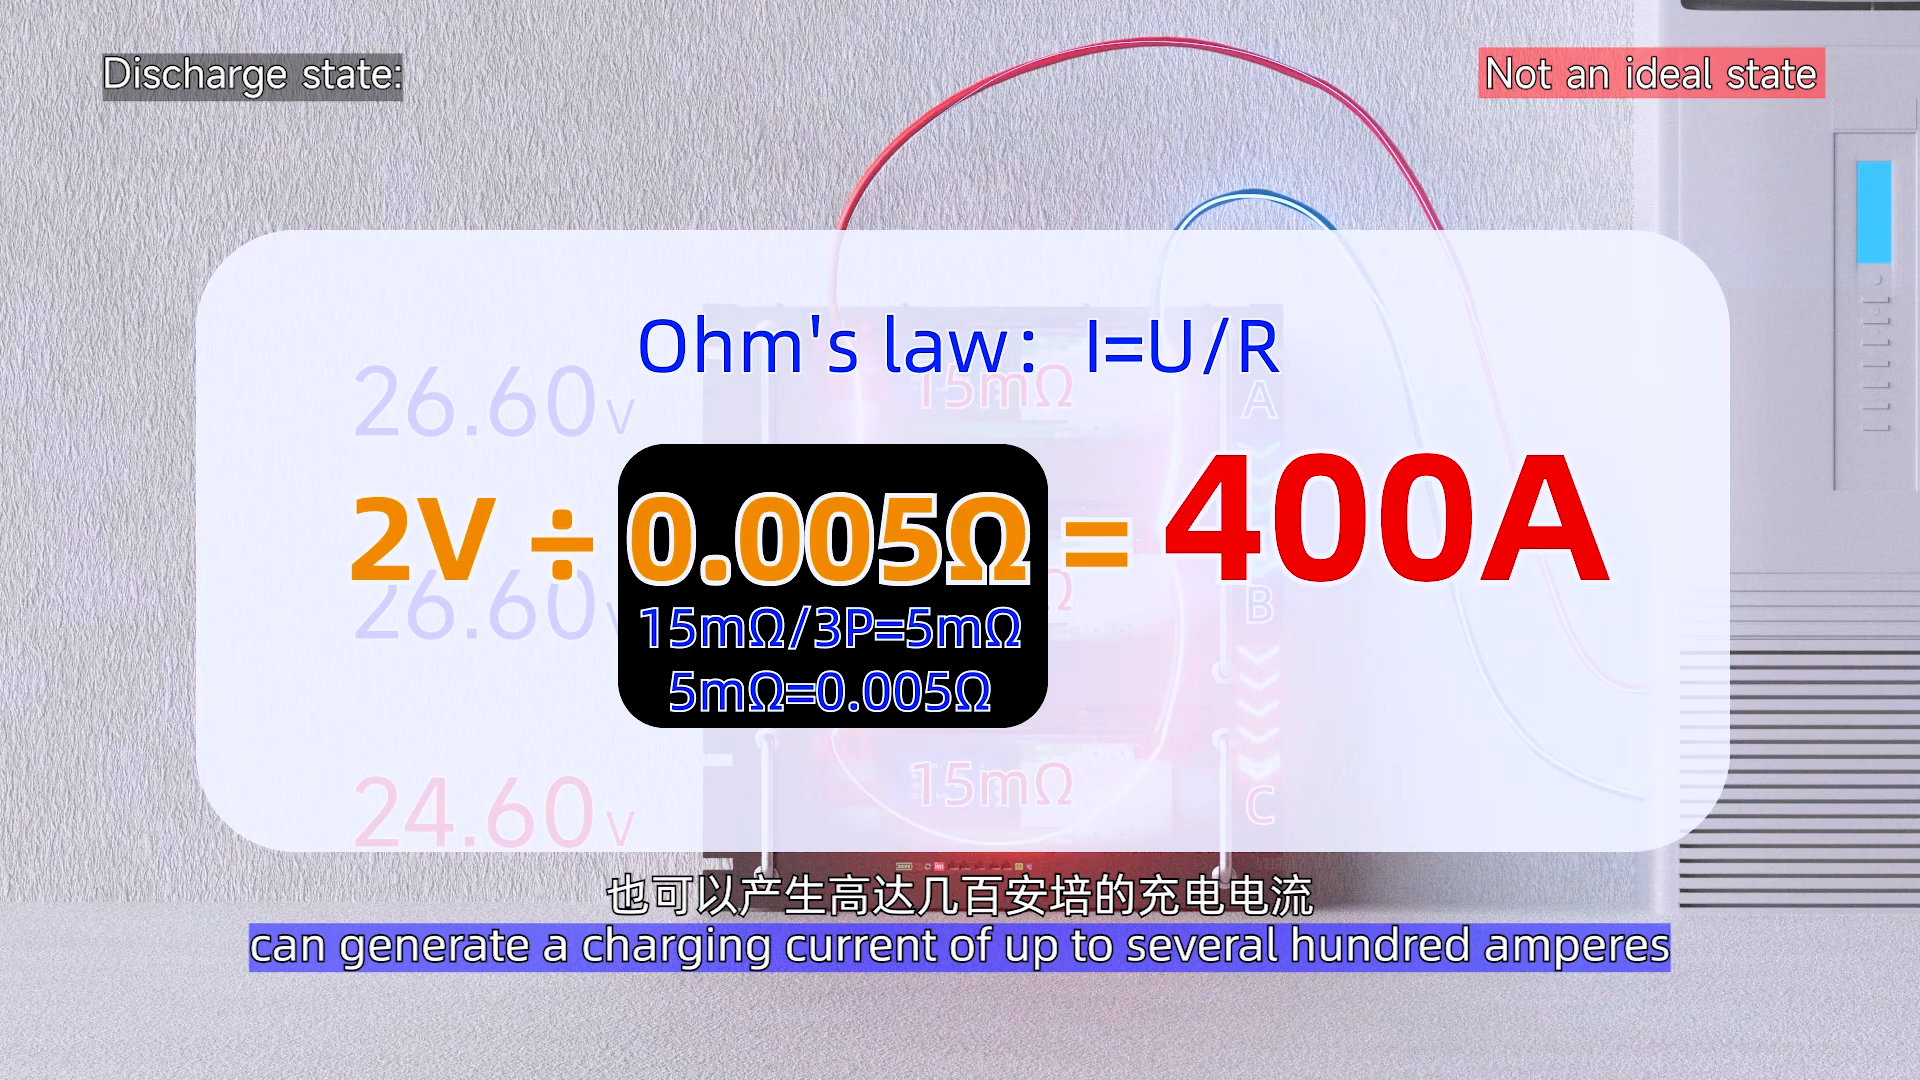 Discharge state:
Not an ideal state
Ohm's law：I=U/R
15mΩ
A
26.60v
2V÷0.005Ω=400A
15mΩ/3P=5mΩ
5mΩ=0.005Ω
26.60
Ω
B
24.60v
15mΩ
C
也可以产生高达几百安培的充电电流
can generate a charging current of up to several hundred amperes